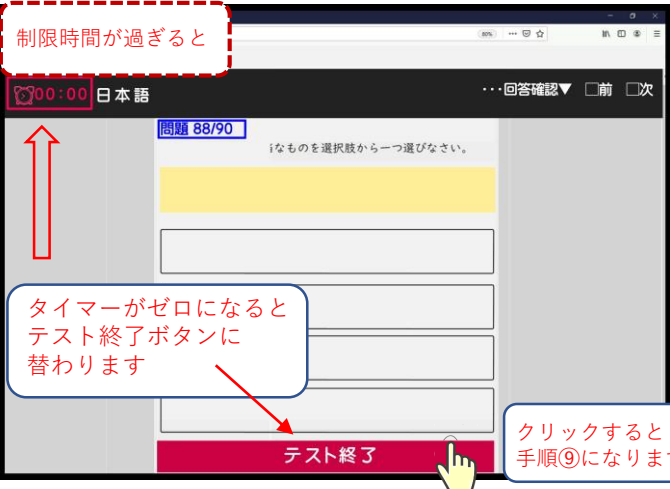 制限時間が過ぎると
80%
00:00 日本語
･･･回答確認▼ □前 □次
問題 88/90
なものを選択肢から一つ選びなさい。
タイマーがゼロになると
テスト終了ボタンに
替わります
テスト終了
クリックすると
手順⑨になりま